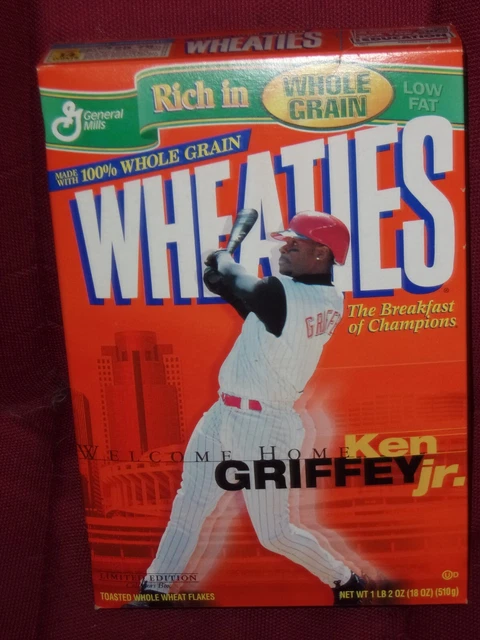 WHEATIES
Rich in WHOLE GRAIN
LOW FAT
General Mills
MADE WITH 100% WHOLE GRAIN
WHEATIES
The Breakfast
of Champions
GRIFFEY
WELCOME HOME Ken
GRIFFEY jr.
LIMITED EDITION
TOASTED WHOLE WHEAT FLAKES
NET WT 1 LB 2 OZ (18 OZ) (510g)